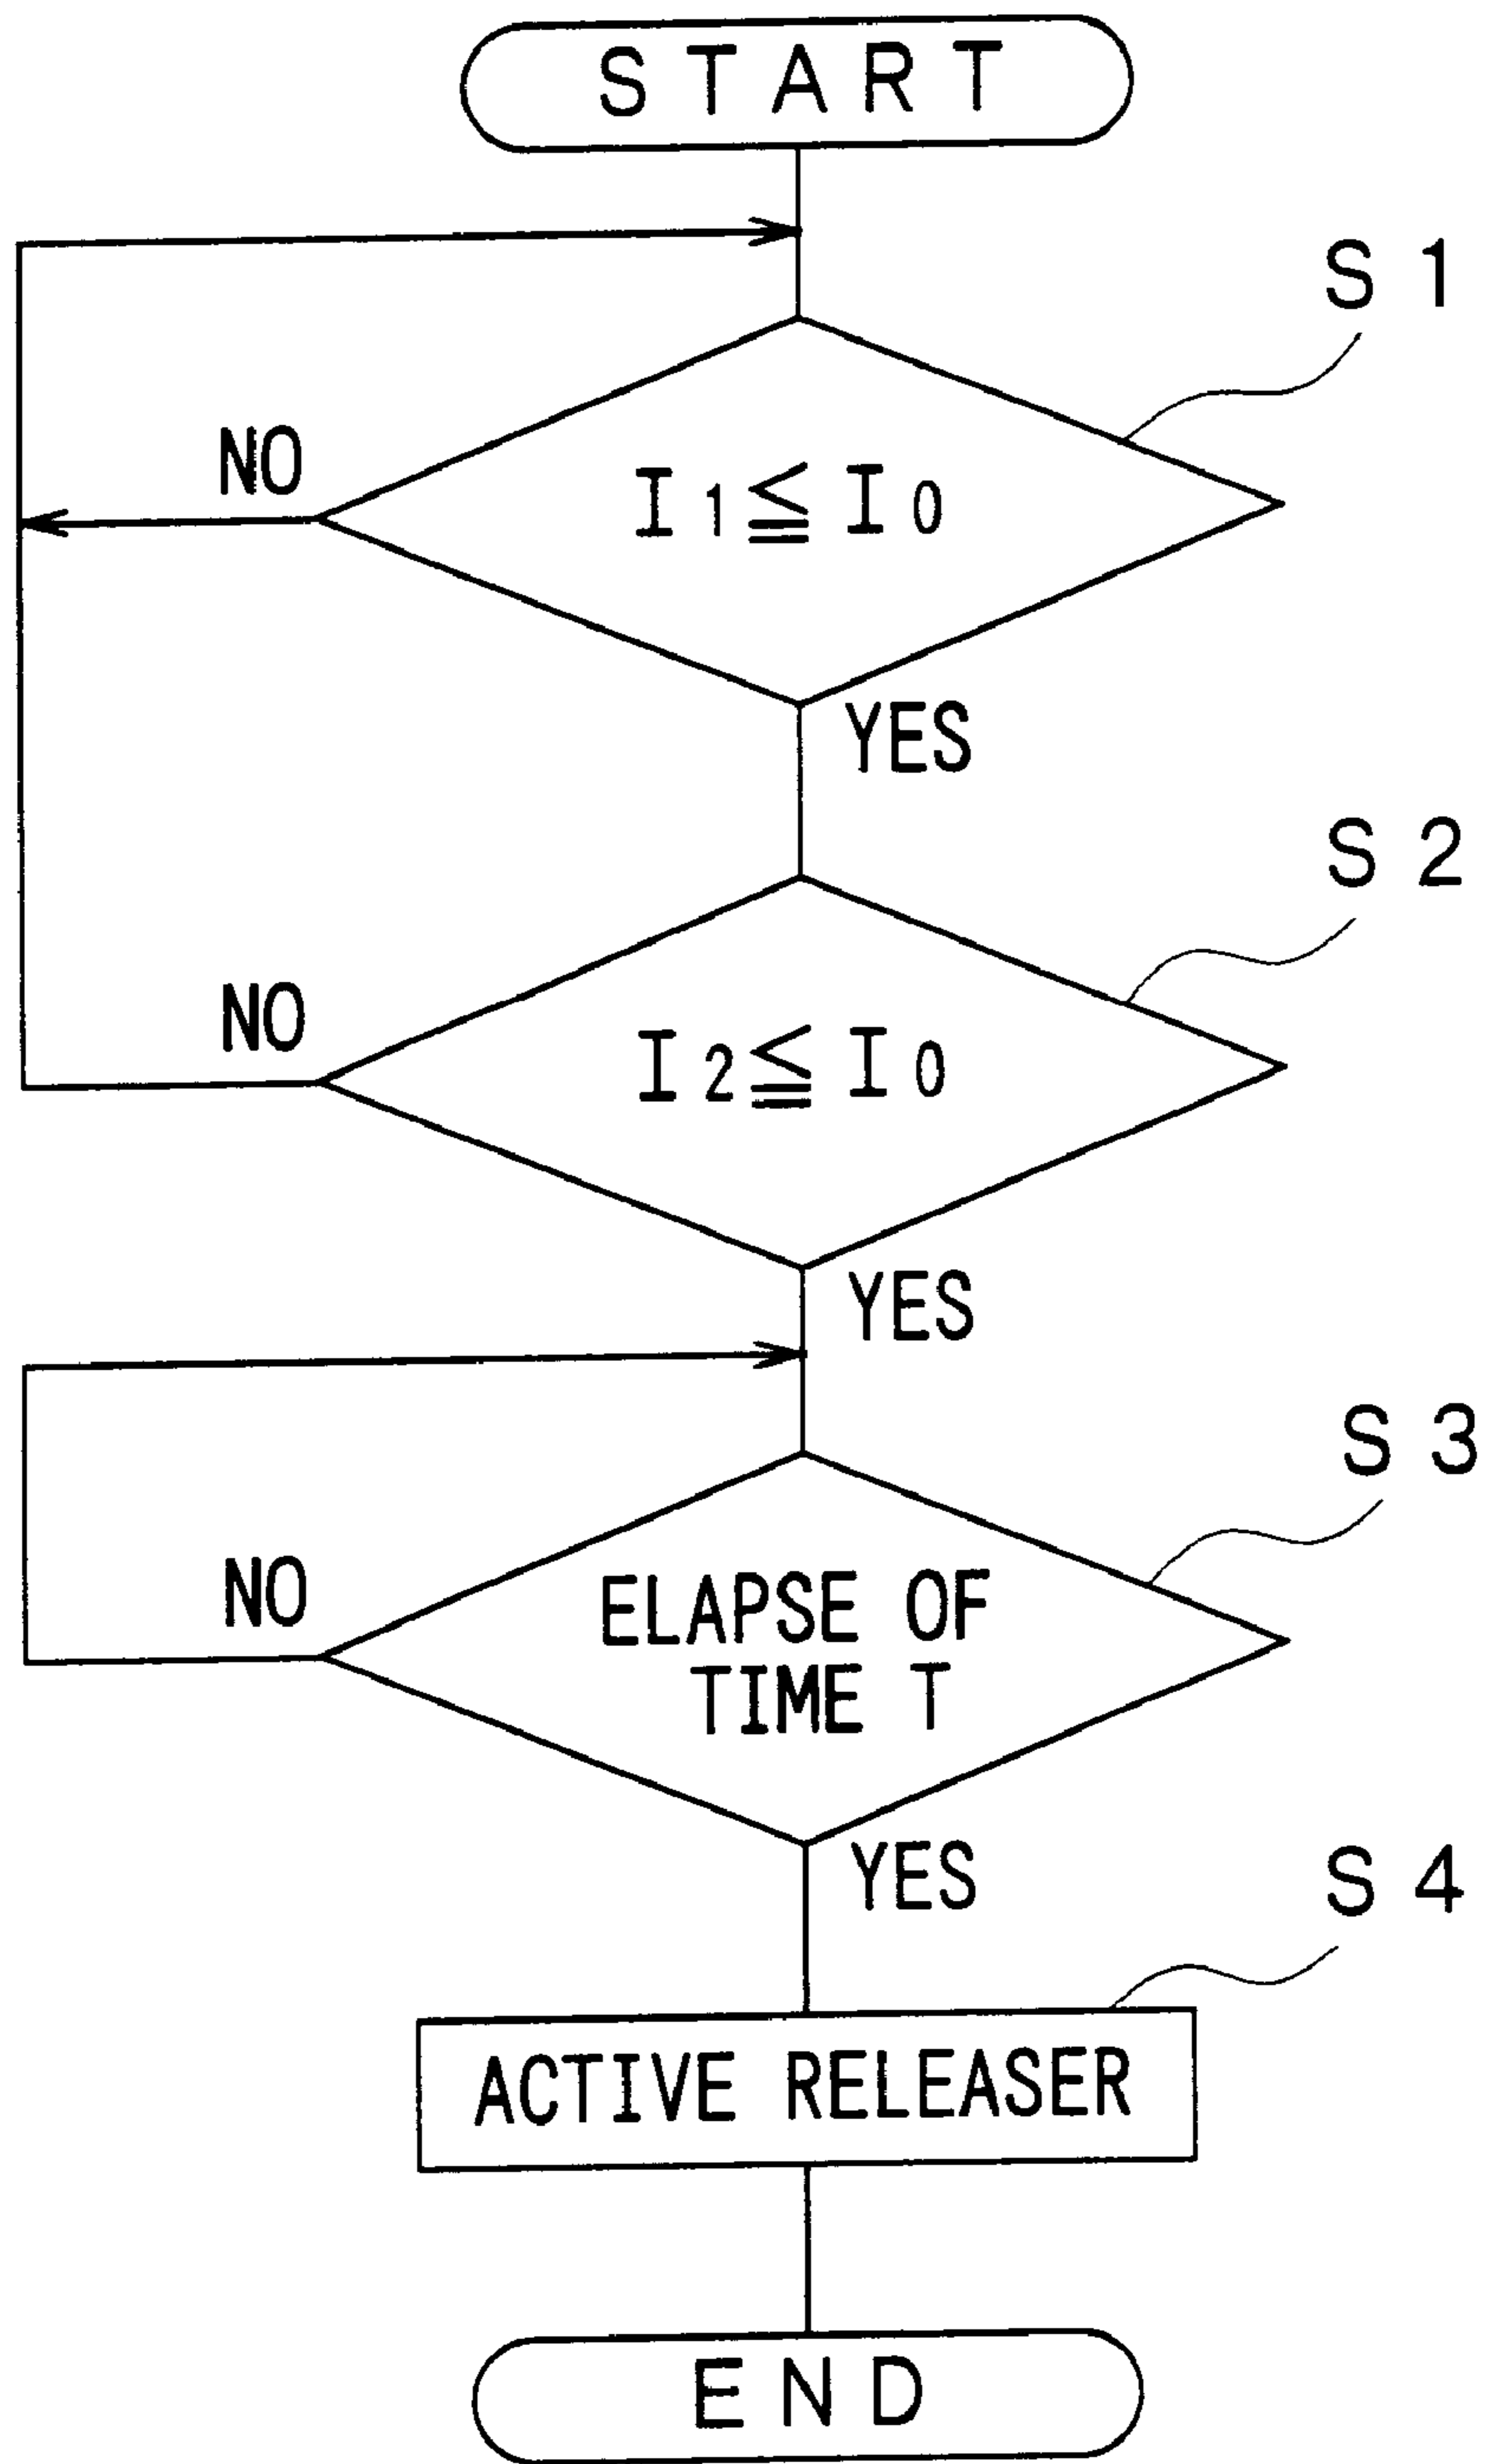 START
S1
NO
I1≦I0
YES
S2
NO
I2≦I0
YES
S3
NO
ELAPSE OF
TIME T
YES
S4
ACTIVE RELEASER
END